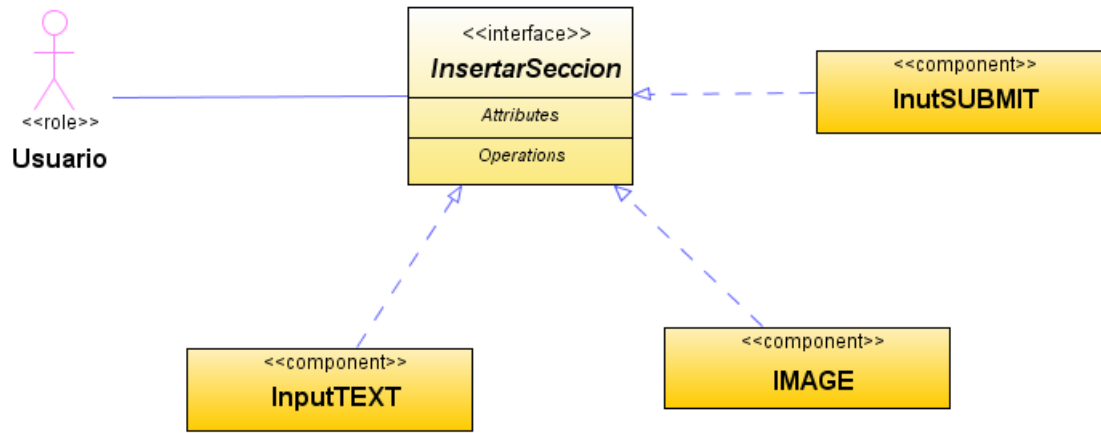 <<interface>>
InsertarSeccion
Attributes
Operations
<<role>>
Usuario
<<component>>
InutSUBMIT
<<component>>
InputTEXT
<<component>>
IMAGE